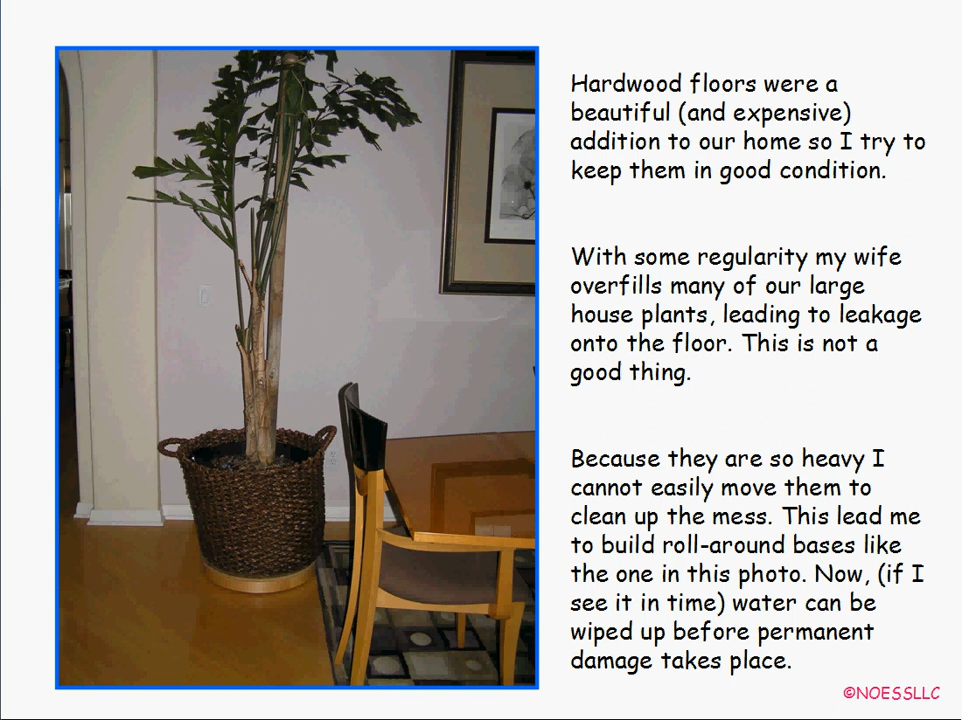 Hardwood floors were a
beautiful (and expensive)
addition to our home so I try to
keep them in good condition.
With some regularity my wife
overfills many of our large
house plants, leading to leakage
onto the floor. This is not a
good thing.
Because they are so heavy I
cannot easily move them to
clean up the mess. This lead me
to build roll-around bases like
the one in this photo. Now, (if I
see it in time) water can be
wiped up before permanent
damage takes place.
©NOESSLLC